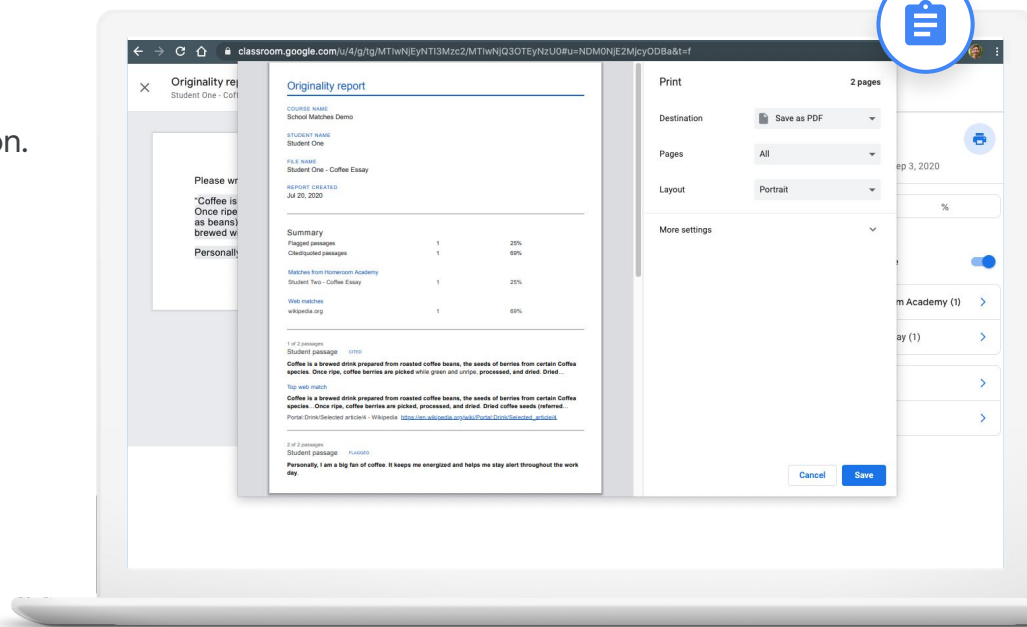 on.
classroom.google.com/u/4/g/tg/MTIwNjEyNTI3Mzc2/MTIwNjQ3OTEyNzU0#u=NDM0NjE2MjcyODBa&t=f
Originality rep
Student One - Coff
Please wr
"Coffee is
Once ripe
as beans)
brewed wi
Personally
Originality report
COURSE NAME
School Matches Demo
STUDENT NAME
Student One
FILE NAME
Student One - Coffee Essay
REPORT CREATED
Jul 20, 2020
Summary
Flagged passages 1 25%
Cited/quoted passages 1 69%
Matches from Homeroom Academy
Student Two - Coffee Essay 1 25%
Web matches
wikipedia.org 1 69%
1 of 2 passages
Student passage CITED
Coffee is a brewed drink prepared from roasted coffee beans, the seeds of berries from certain Coffea
species. Once ripe, coffee berries are picked while green and unripe, processed, and dried. Dried...
Top web match
Coffee is a brewed drink prepared from roasted coffee beans, the seeds of berries from certain Coffea
species...Once ripe, coffee berries are picked, processed, and dried. Dried coffee seeds (referred...
Portal:Drink/Selected article/4 - Wikipedia https://en.wikipedia.org/wiki/Portal:Drink/Selected_article/4
2 of 2 passages
Student passage FLAGGED
Personally, I am a big fan of coffee. It keeps me energized and helps me stay alert throughout the work
day.
Print 2 pages
Destination Save as PDF
Pages All
Layout Portrait
More settings
Cancel Save
ep 3, 2020
%
m Academy (1)
ay (1)